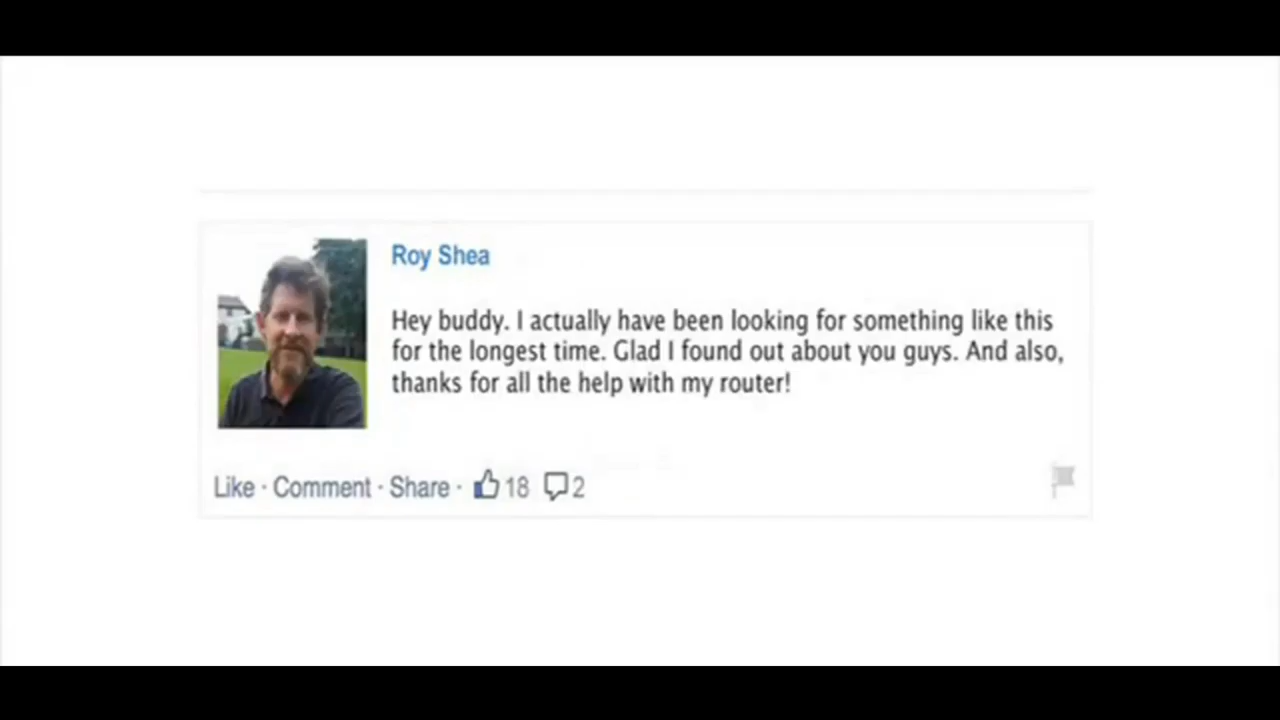 Roy Shea
Hey buddy. I actually have been looking for something like this
for the longest time. Glad I found out about you guys. And also,
thanks for all the help with my router!
Like · Comment · Share · 18 2